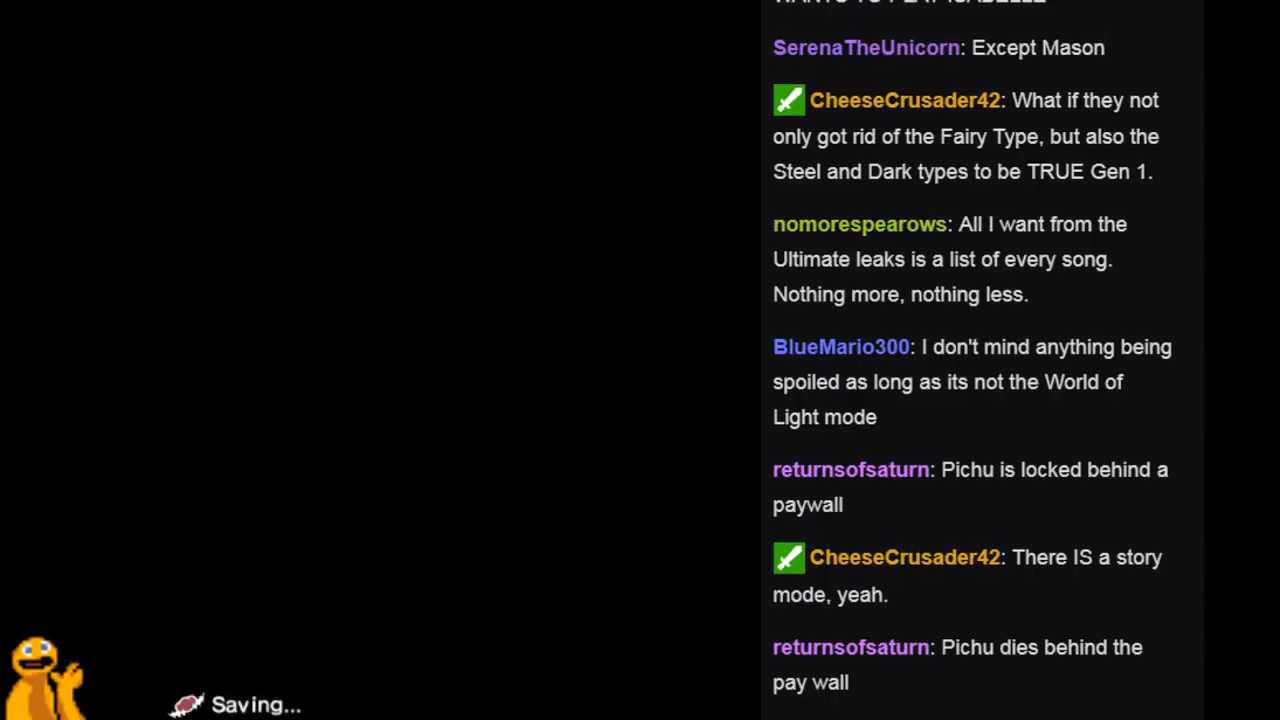 SerenaTheUnicorn: Except Mason
CheeseCrusader42: What if they not
only got rid of the Fairy Type, but also the
Steel and Dark types to be TRUE Gen 1.
nomorespearows: All I want from the
Ultimate leaks is a list of every song.
Nothing more, nothing less.
BlueMario300: I don't mind anything being
spoiled as long as its not the World of
Light mode
returnsofsaturn: Pichu is locked behind a
paywall
CheeseCrusader42: There IS a story
mode, yeah.
returnsofsaturn: Pichu dies behind the
pay wall
Saving...